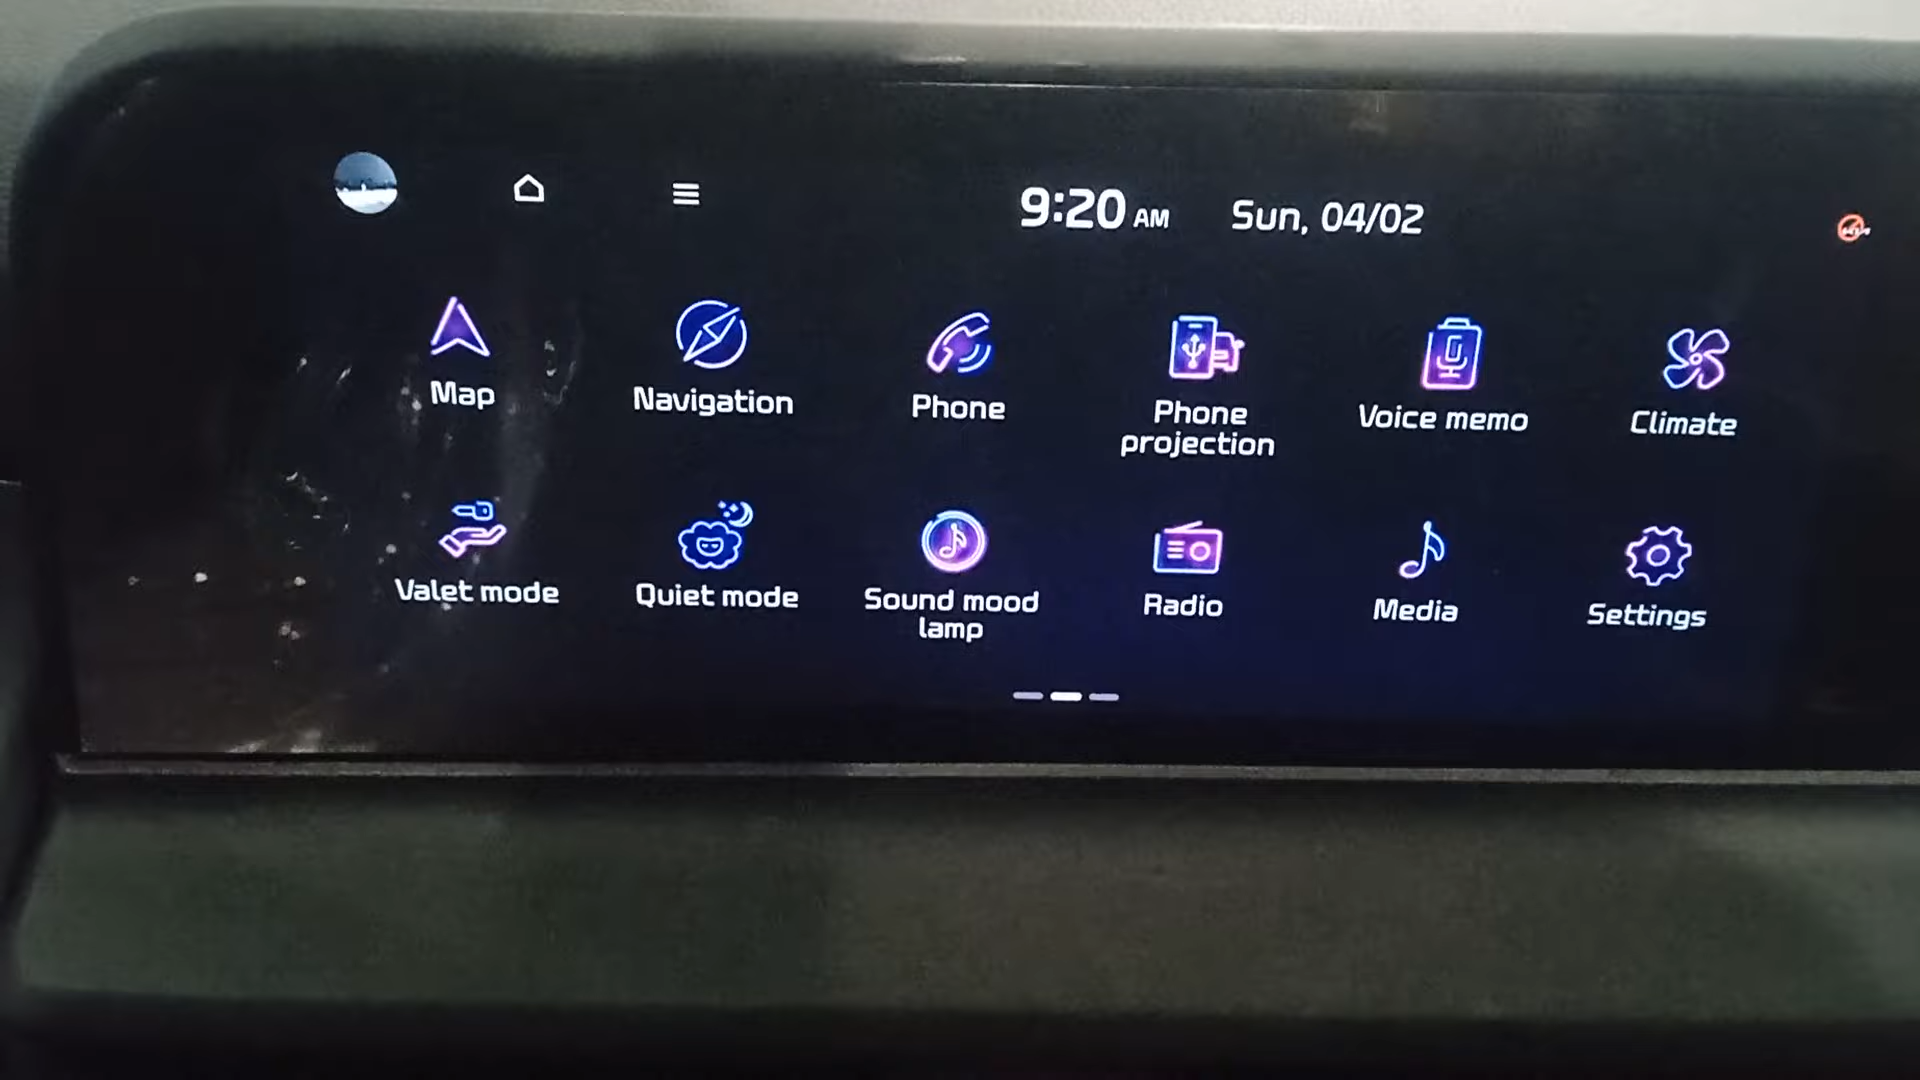 9:20 AM Sun, 04/02
Map Navigation Phone Phone projection Voice memo Climate
Valet mode Quiet mode Sound mood lamp Radio Media Settings